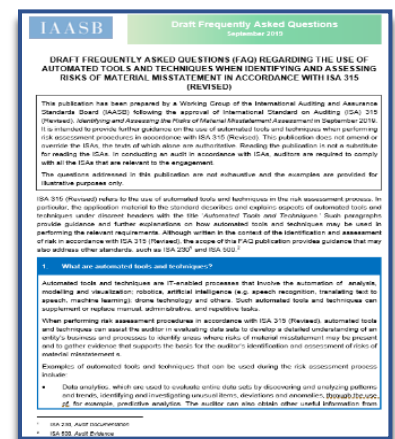 IAASB
Draft Frequently Asked Questions
September 2019
DRAFT FREQUENTLY ASKED QUESTIONS (FAQ) REGARDING THE USE OF
AUTOMATED TOOLS AND TECHNIQUES WHEN IDENTIFYING AND ASSESSING
RISKS OF MATERIAL MISSTATEMENT IN ACCORDANCE WITH ISA 315
(REVISED)
This publication has been prepared by a Working Group of the International Auditing and Assurance
Standards Board (IAASB) following the approval of International Standard on Auditing (ISA) 315
(Revised), Identifying and Assessing the Risks of Material Misstatement Assessment in September 2019.
It is intended to provide further guidance on the use of automated tools and techniques when performing
risk assessment procedures in accordance with ISA 315 (Revised). This publication does not amend or
override the ISAs, the texts of which alone are authoritative. Reading the publication is not a substitute
for reading the ISAs. In conducting an audit in accordance with ISAs, auditors are required to comply
with all the ISAs that are relevant to the engagement.
The questions addressed in this publication are not exhaustive and the examples are provided for
illustrative purposes only.
ISA 315 (Revised) refers to the use of automated tools and techniques in the risk assessment process. In
particular, the application material to the standard describes and explains aspects of automated tools and
techniques under discreet headers with the title 'Automated Tools and Techniques.' Such paragraphs
provide guidance and further explanations on how automated tools and techniques may be used in
performing the relevant requirements. Although written in the context of the identification and assessment
of risk in accordance with ISA 315 (Revised), the scope of this FAQ publication provides guidance that may
also address other standards, such as ISA 230¹ and ISA 500.²
1. What are automated tools and techniques?
Automated tools and techniques are IT-enabled processes that involve the automation of analysis,
modelling and visualization; robotics, artificial intelligence (e.g. speech recognition, translating text to
speech, machine learning), drone technology and others. Such automated tools and techniques can
supplement or replace manual, administrative, and repetitive tasks.
When performing risk assessment procedures in accordance with ISA 315 (Revised), automated tools
and techniques can assist the auditor in evaluating data sets to develop a detailed understanding of an
entity's business and processes to identify areas where risks of material misstatement may be present
and to gather evidence that supports the basis for the auditor's identification and assessment of risks of
material misstatement s.
Examples of automated tools and techniques that can be used during the risk assessment process
include:
• Data analytics, which are used to evaluate entire data sets by discovering and analyzing patterns
and trends, identifying and investigating unusual items, deviations and anomalies, through the use
of, for example, predictive analytics. The auditor can also obtain other useful information from
¹ ISA 230, Audit Documentation
² ISA 500, Audit Evidence